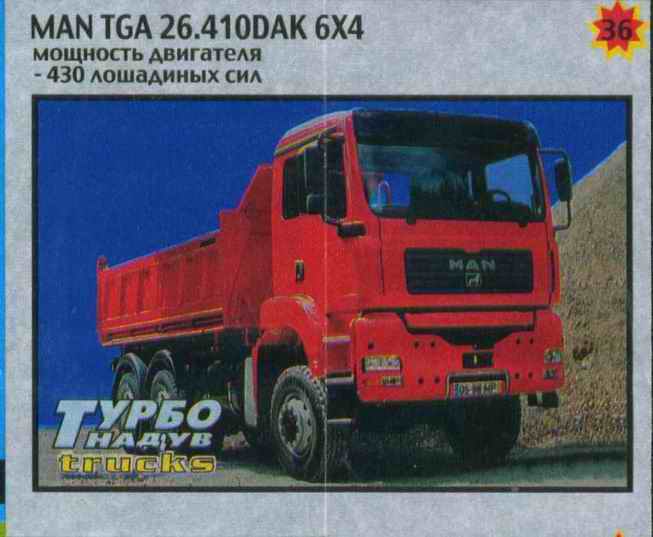 MAN TGA 26.410DAK 6X4
36
мощность двигателя
- 430 лошадиных сил
MAN
ТУРБО
НАДУВ
trucks